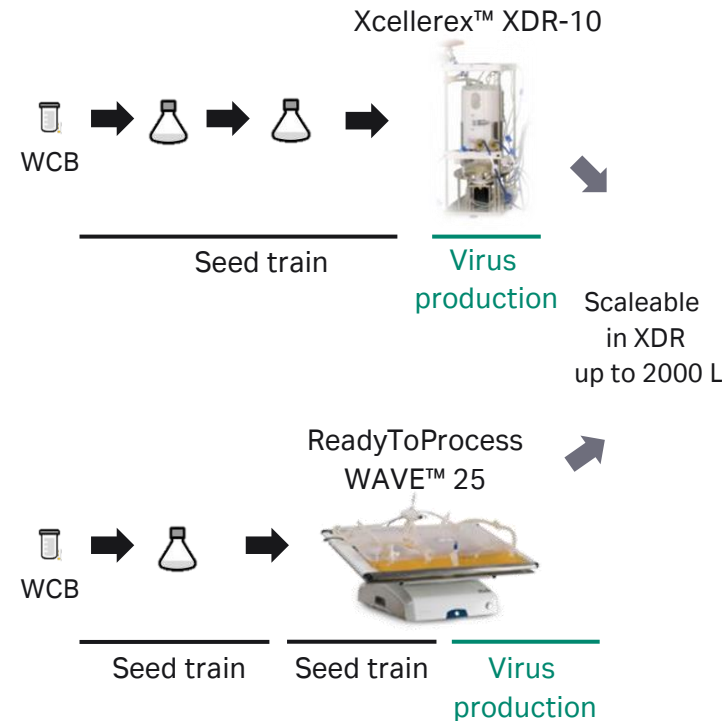 Xcellerex™ XDR-10
WCB
Seed train
Virus
production
Scaleable
in XDR
up to 2000 L
ReadyToProcess
WAVE™ 25
WCB
Seed train
Seed train
Virus
production